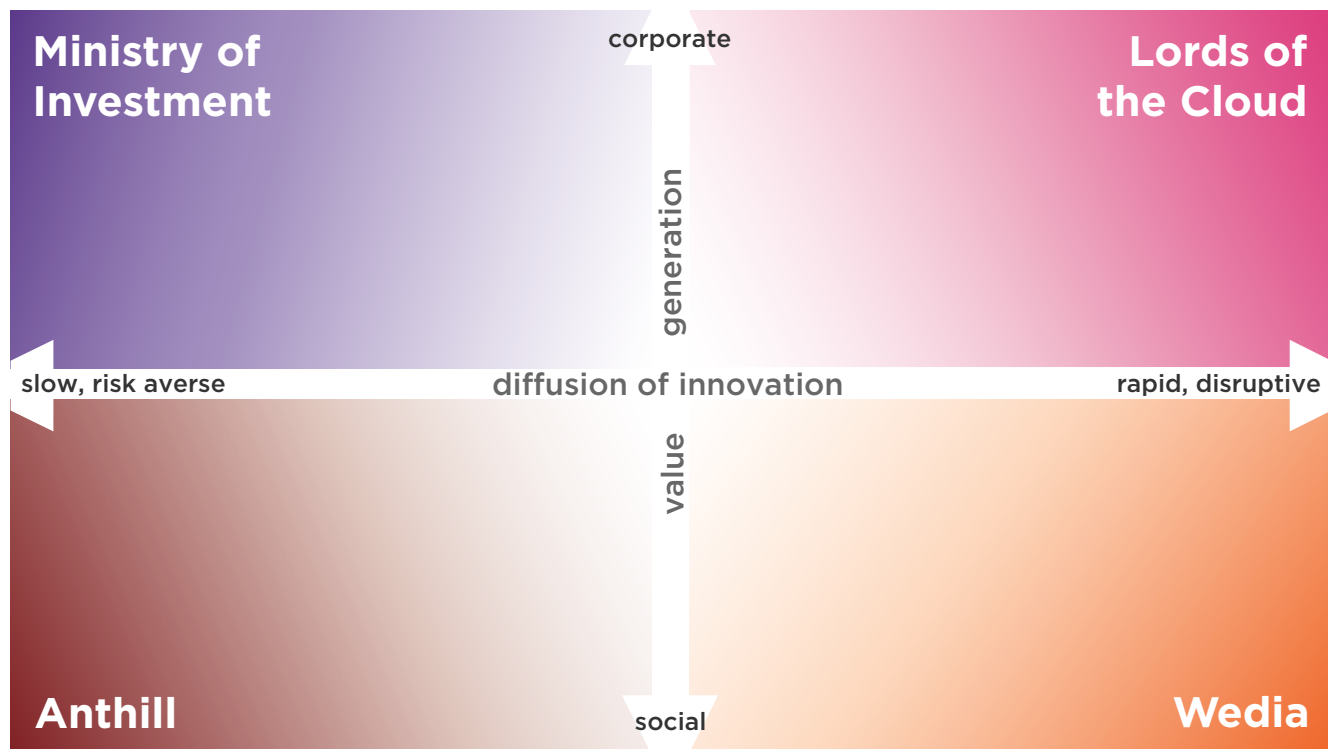 Ministry of
Investment
corporate
Lords of
the Cloud
generation
slow, risk averse
diffusion of innovation
rapid, disruptive
value
Anthill
social
Wedia